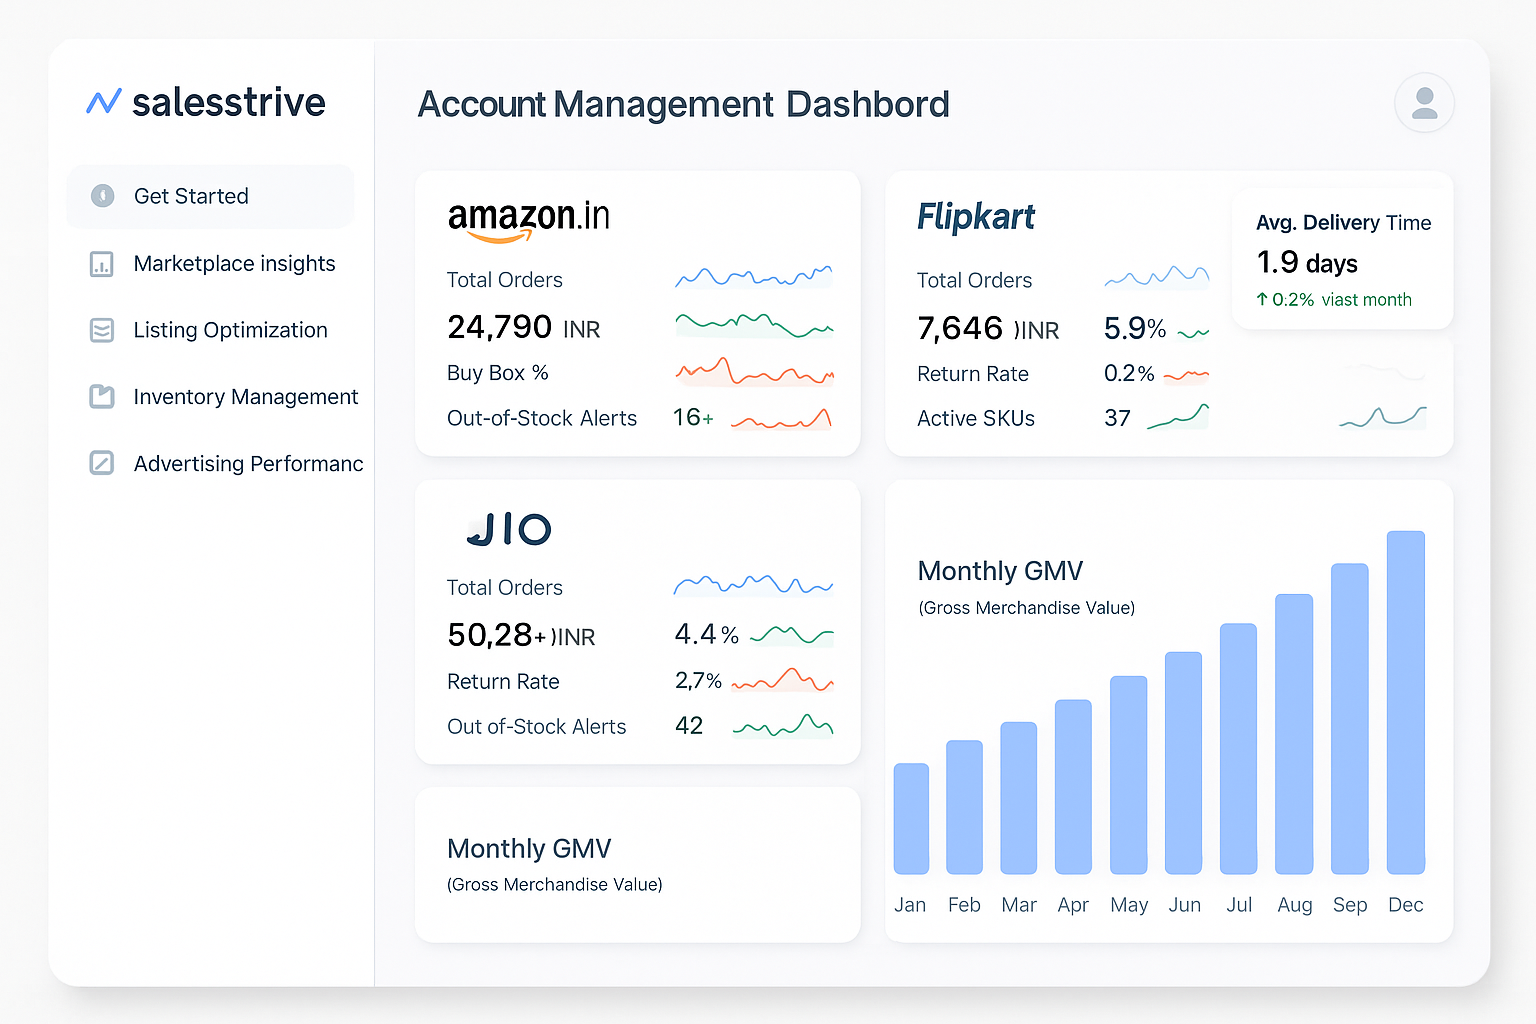 salesstrive
Get Started
Marketplace insights
Listing Optimization
Inventory Management
Advertising Performanc
Account Management Dashbord
amazon.in
Total Orders
24,790 INR
Buy Box %
Out-of-Stock Alerts 16+
Flipkart
Total Orders
7,646 )INR 5.9%
Return Rate 0.2%
Active SKUs 37
Avg. Delivery Time
1.9 days
↑ 0:2% viast month
JIO
Total Orders
50,28+ )INR 4.4%
Return Rate 2,7%
Out of-Stock Alerts 42
Monthly GMV
(Gross Merchandise Value)
Monthly GMV
(Gross Merchandise Value)
Jan Feb Mar Apr May Jun Jul Aug Sep Dec